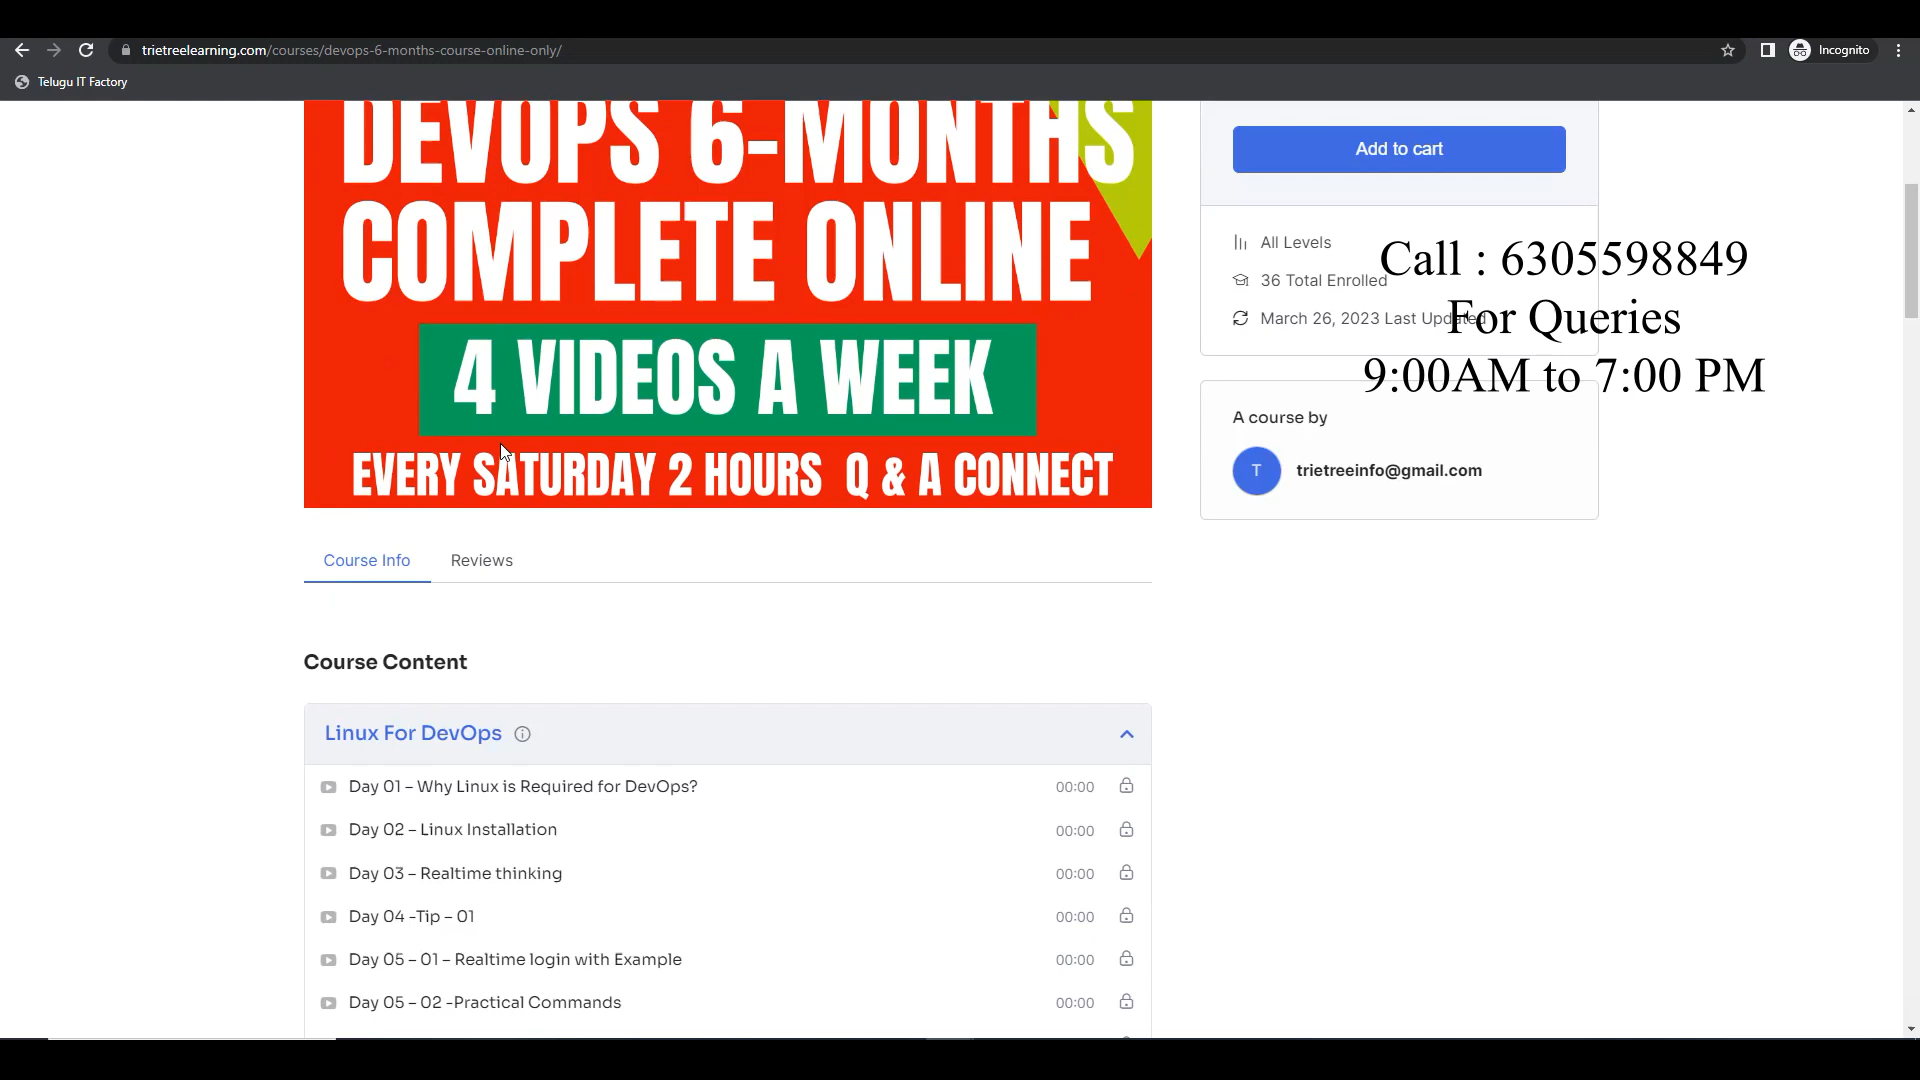 trietreelearning.com/courses/devops-6-months-course-online-only/
Incognito
Telugu IT Factory
DEVOPS 6-MONTHS
COMPLETE ONLINE
4 VIDEOS A WEEK
EVERY SATURDAY 2 HOURS Q & A CONNECT
Add to cart
All Levels
36 Total Enrolled
March 26, 2023 Last Updated
Call : 6305598849
For Queries
9:00AM to 7:00 PM
A course by
T
trietreeinfo@gmail.com
Course Info
Reviews
Course Content
Linux For DevOps
Day 01 – Why Linux is Required for DevOps? 00:00
Day 02 – Linux Installation 00:00
Day 03 – Realtime thinking 00:00
Day 04 -Tip – 01 00:00
Day 05 – 01 – Realtime login with Example 00:00
Day 05 – 02 -Practical Commands 00:00